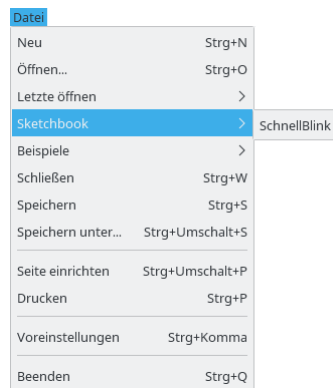 Datei
Neu Strg+N
Öffnen... Strg+O
Letzte öffnen
Sketchbook SchnellBlink
Beispiele
Schließen Strg+W
Speichern Strg+S
Speichern unter... Strg+Umschalt+S
Seite einrichten Strg+Umschalt+P
Drucken Strg+P
Voreinstellungen Strg+Komma
Beenden Strg+Q